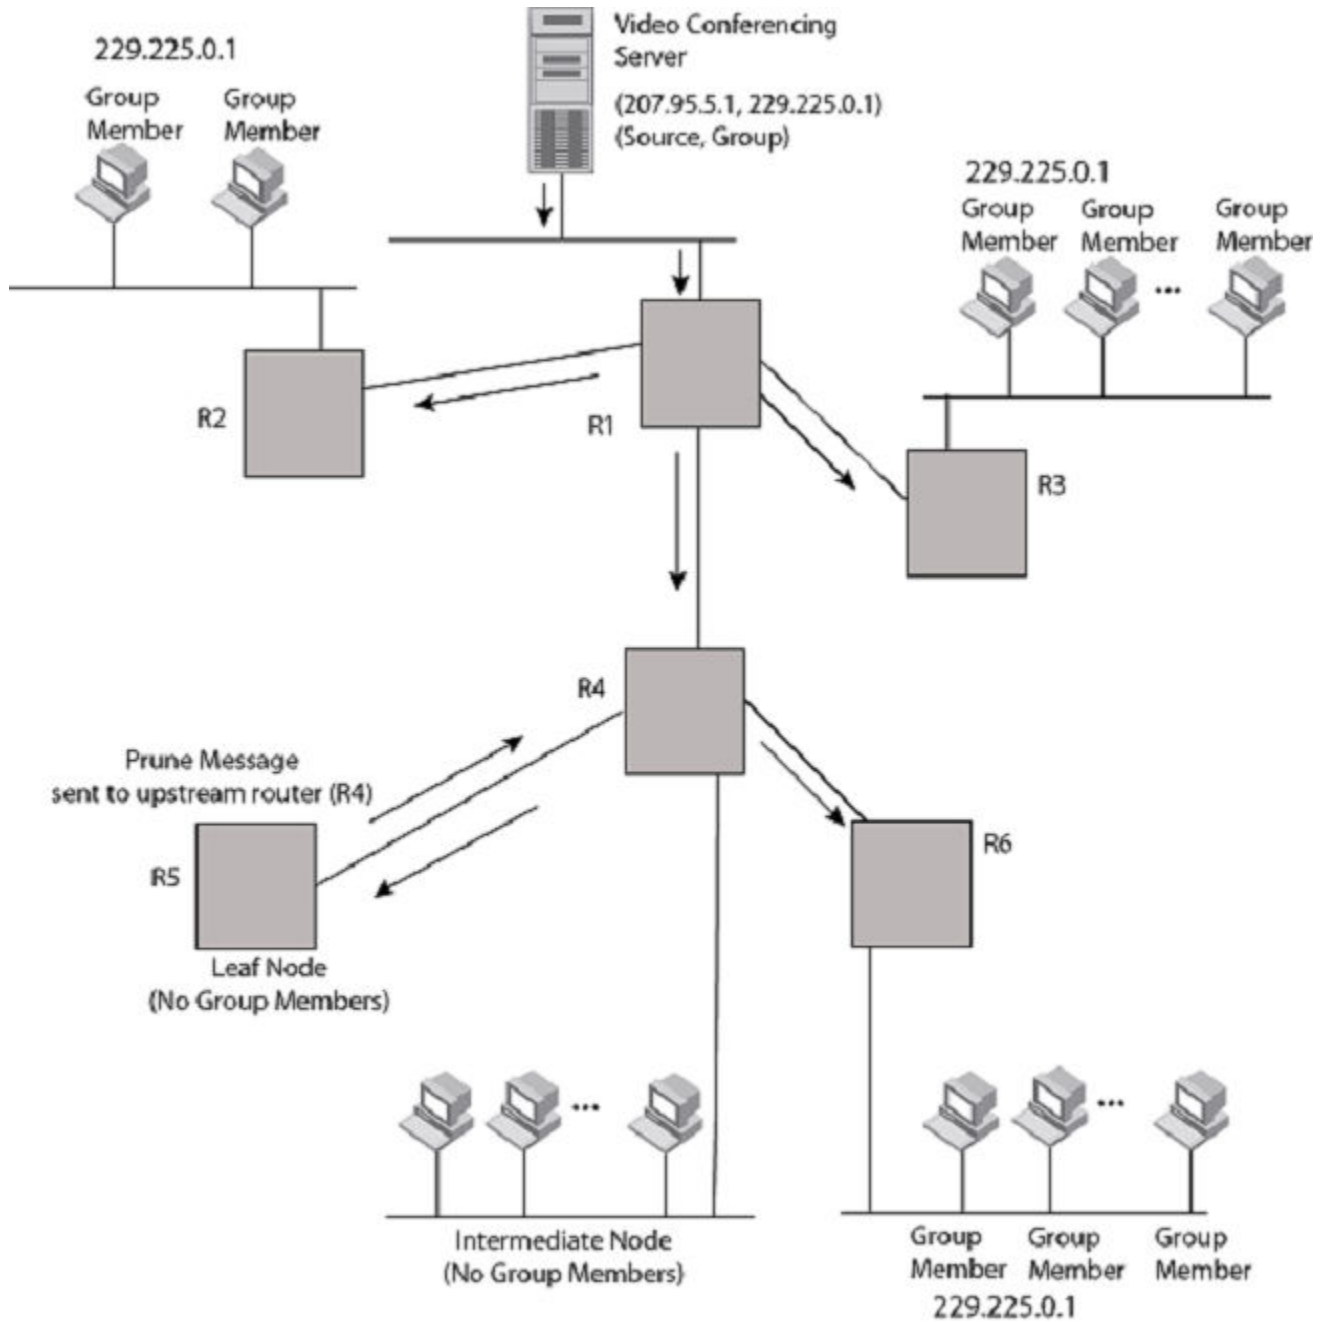 Video Conferencing
Server
(207.95.5.1, 229.225.0.1)
(Source, Group)
229.225.0.1
Group
Member
Group
Member
229.225.0.1
Group
Member
Group
Member
...
Group
Member
R2
R1
R3
R4
Prune Message
sent to upstream router (R4)
R5
R6
Leaf Node
(No Group Members)
...
...
Intermediate Node
(No Group Members)
Group
Member
Group
Member
Group
Member
229.225.0.1